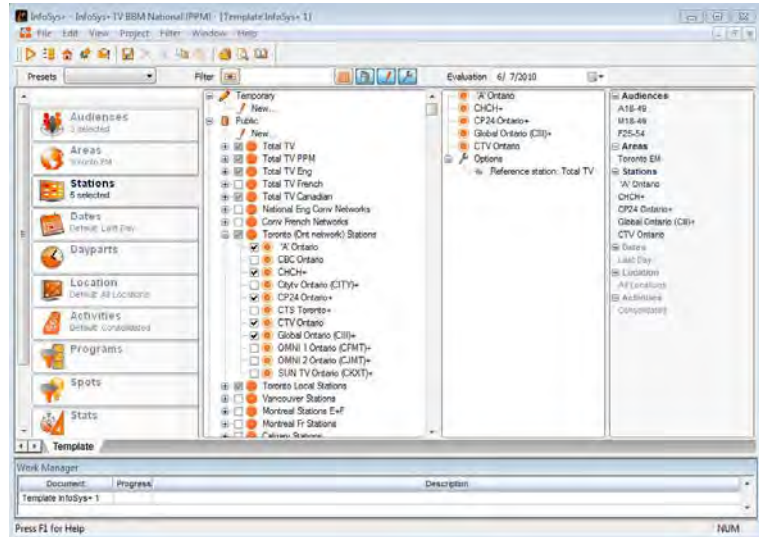 InfoSys+ - InfoSys+ TV BBM National (PPM) - [Template InfoSys+ 1]
File Edit View Project Filter Window Help
Presets
Filter
Evaluation 6/ 7/2010
Audiences
3 selected
Areas
Toronto EM
Stations
5 selected
Dates
Default: Last Day
Dayparts
Location
Default: All Locations
Activities
Default: Consolidated
Programs
Spots
Stats
Temporary
New...
Public
New...
Total TV
Total TV PPM
Total TV Eng
Total TV French
Total TV Canadian
National Eng Conv Networks
Conv French Networks
Toronto (Ont network) Stations
'A' Ontario
CBC Ontario
CHCH+
Citytv Ontario (CITY)+
CP24 Ontario+
CTS Toronto+
CTV Ontario
Global Ontario (CIII)+
OMNI 1 Ontario (CFMT)+
OMNI 2 Ontario (CJMT)+
SUN TV Ontario (CKXT)+
Toronto Local Stations
Vancouver Stations
Montreal Stations E+F
Montreal Fr Stations
Calgary Stations
'A' Ontario
CHCH+
CP24 Ontario+
Global Ontario (CIII)+
CTV Ontario
Options
Reference station: Total TV
Audiences
A18-49
M18-49
F25-54
Areas
Toronto EM
Stations
'A' Ontario
CHCH+
CP24 Ontario+
Global Ontario (CIII)+
CTV Ontario
Dates
Last Day
Location
All Locations
Activities
Consolidated
Template
Work Manager
Document Progress Description
Template InfoSys+ 1
Press F1 for Help
NUM